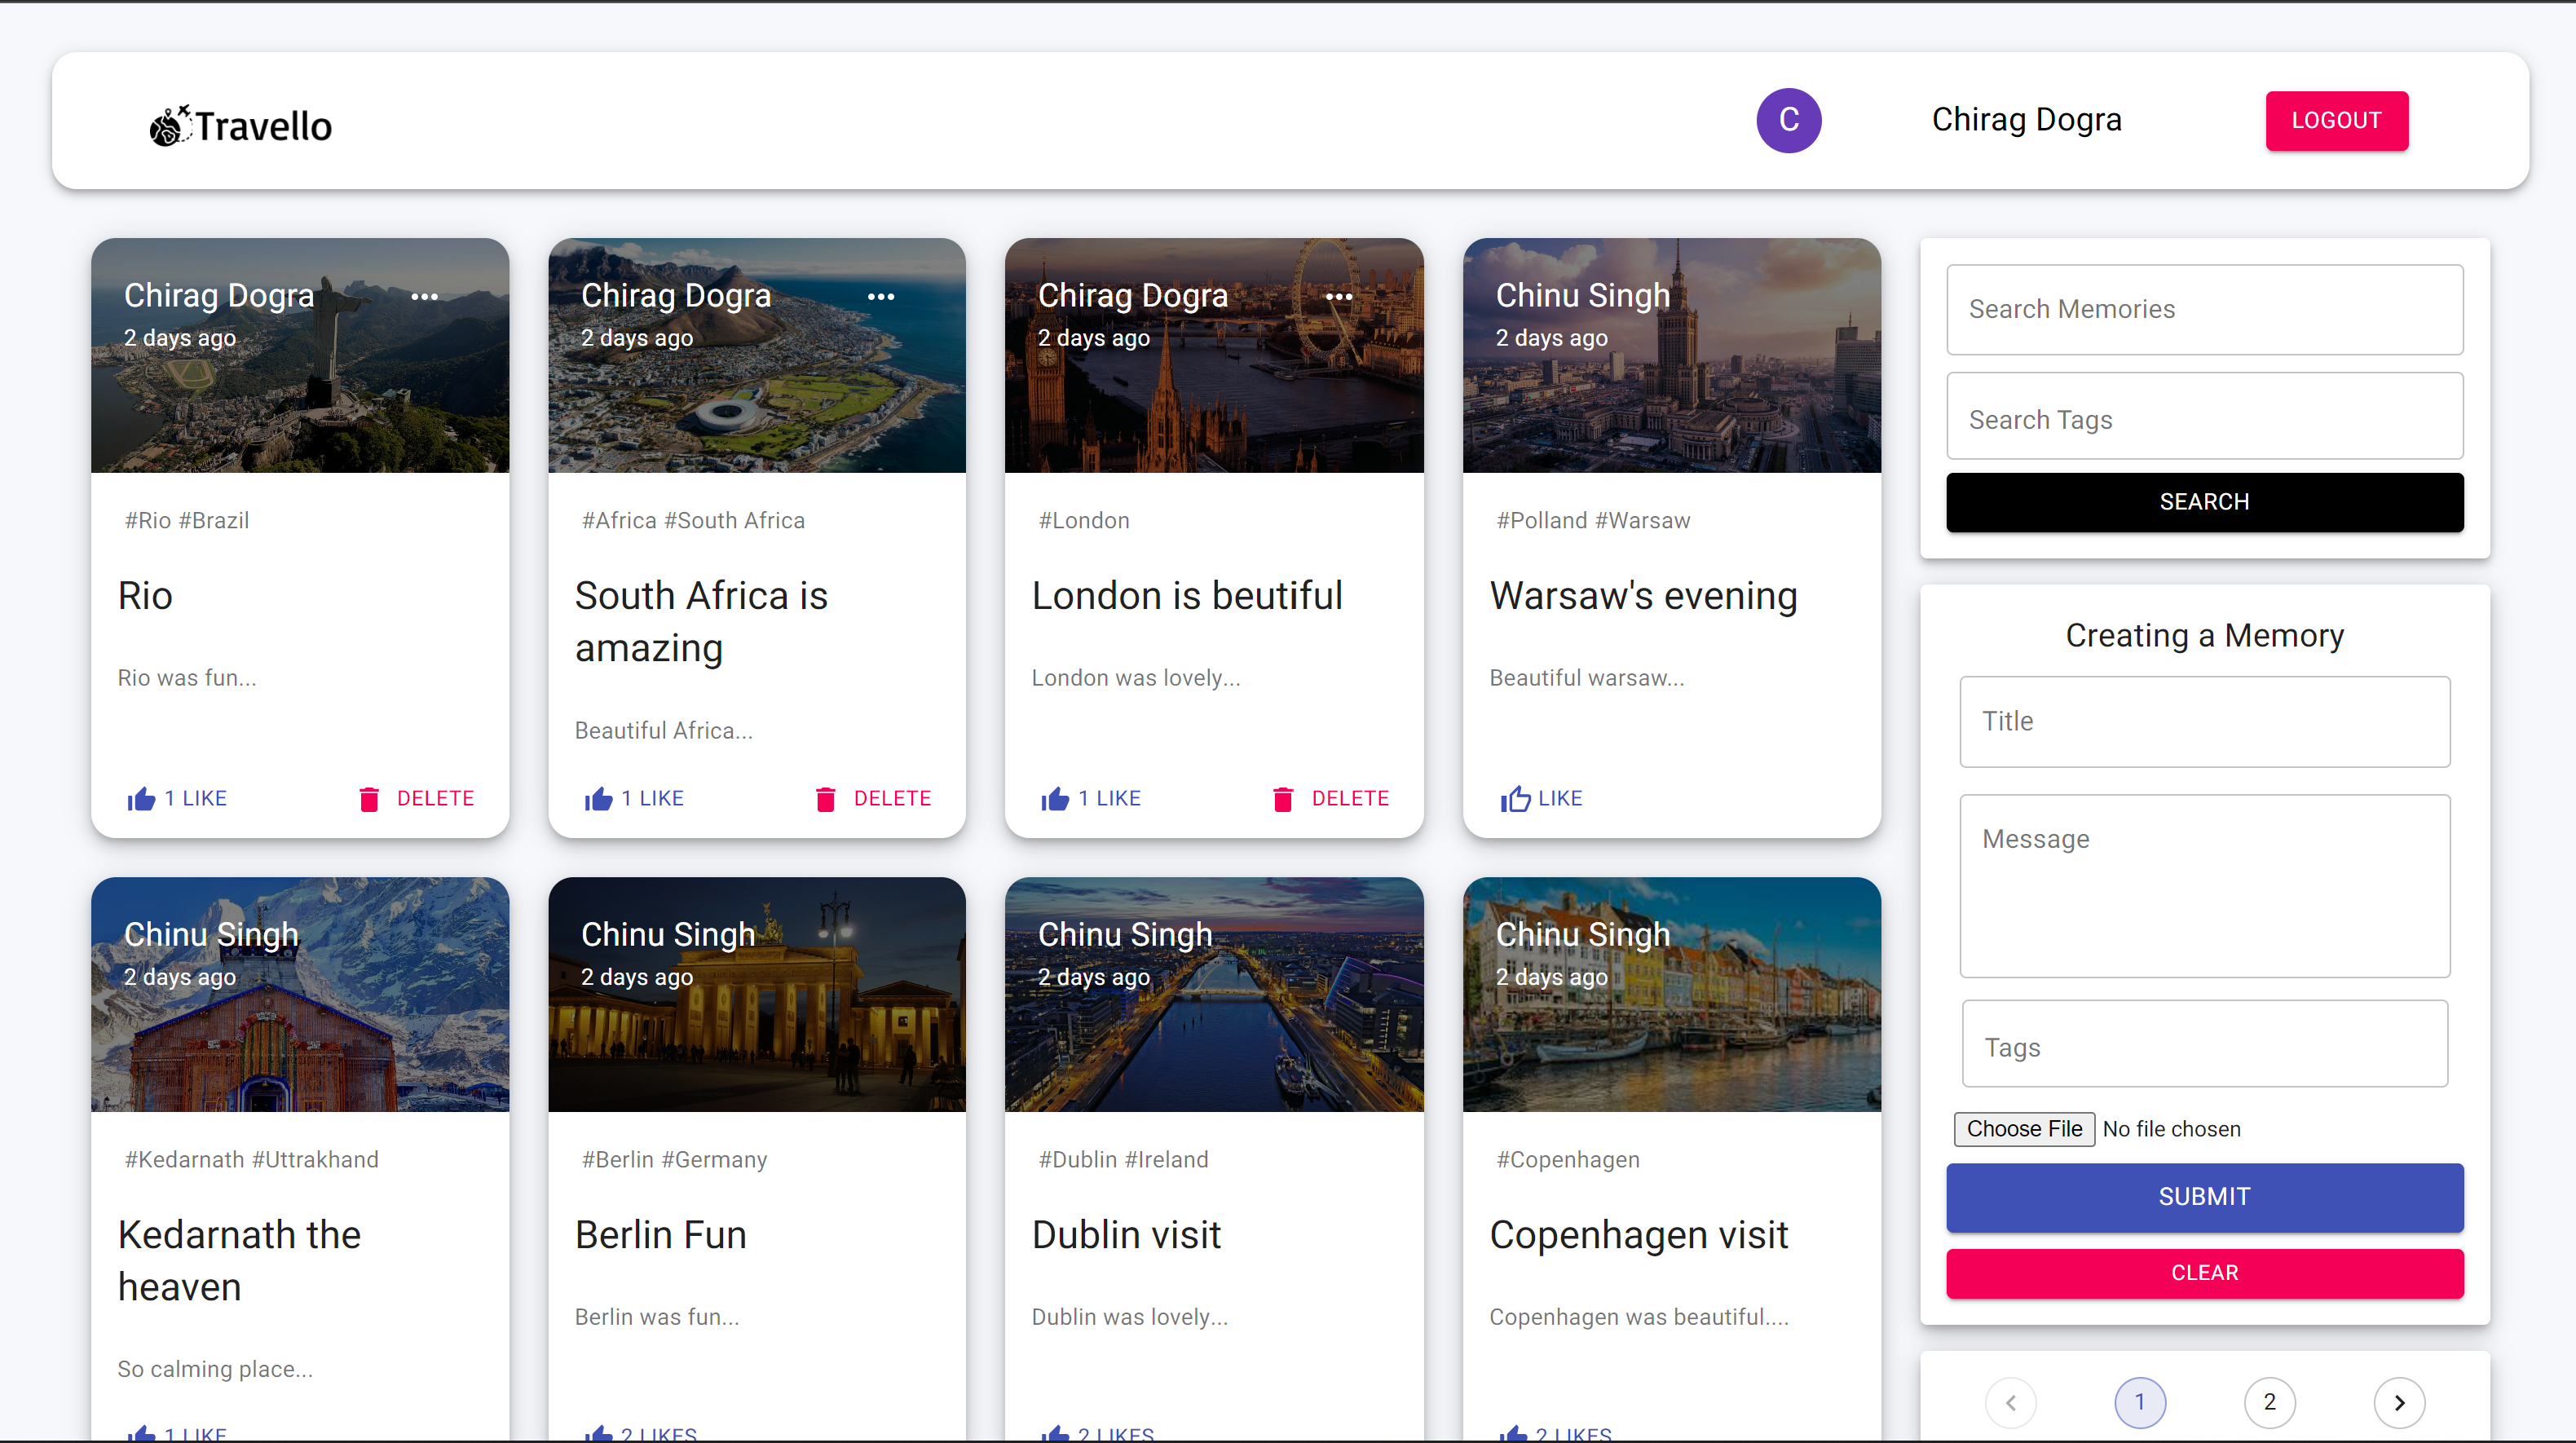 Travello
C
Chirag Dogra
LOGOUT
Chirag Dogra
2 days ago
#Rio #Brazil
Rio
Rio was fun...
1 LIKE
DELETE
Chirag Dogra
2 days ago
#Africa #South Africa
South Africa is
amazing
Beautiful Africa...
1 LIKE
DELETE
Chirag Dogra
2 days ago
#London
London is beutiful
London was lovely...
1 LIKE
DELETE
Chinu Singh
2 days ago
#Polland #Warsaw
Warsaw's evening
Beautiful warsaw...
LIKE
Chinu Singh
2 days ago
#Kedarnath #Uttrakhand
Kedarnath the
heaven
So calming place...
1 LIKE
Chinu Singh
2 days ago
#Berlin #Germany
Berlin Fun
Berlin was fun...
2 LIKES
Chinu Singh
2 days ago
#Dublin #Ireland
Dublin visit
Dublin was lovely...
2 LIKES
Chinu Singh
2 days ago
#Copenhagen
Copenhagen visit
Copenhagen was beautiful....
2 LIKES
Search Memories
Search Tags
SEARCH
Creating a Memory
Title
Message
Tags
Choose File No file chosen
SUBMIT
CLEAR
1 2